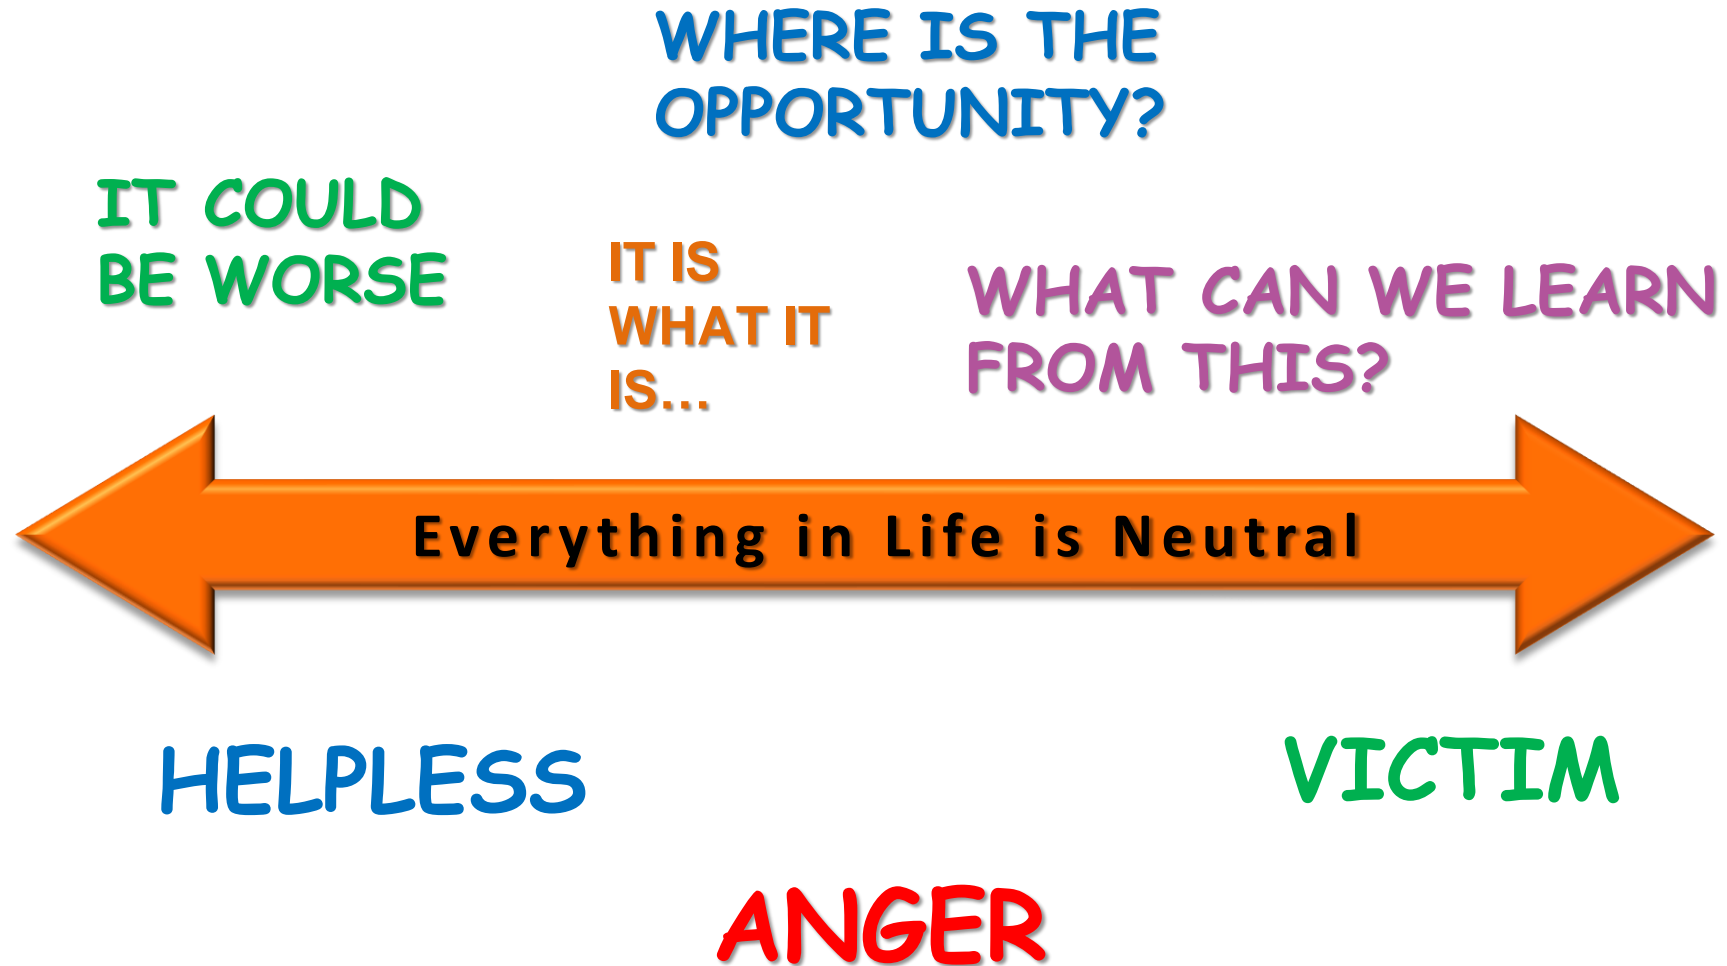 WHERE IS THE
OPPORTUNITY?
IT COULD
BE WORSE
IT IS
WHAT IT
IS…
WHAT CAN WE LEARN
FROM THIS?
Everything in Life is Neutral
HELPLESS
VICTIM
ANGER